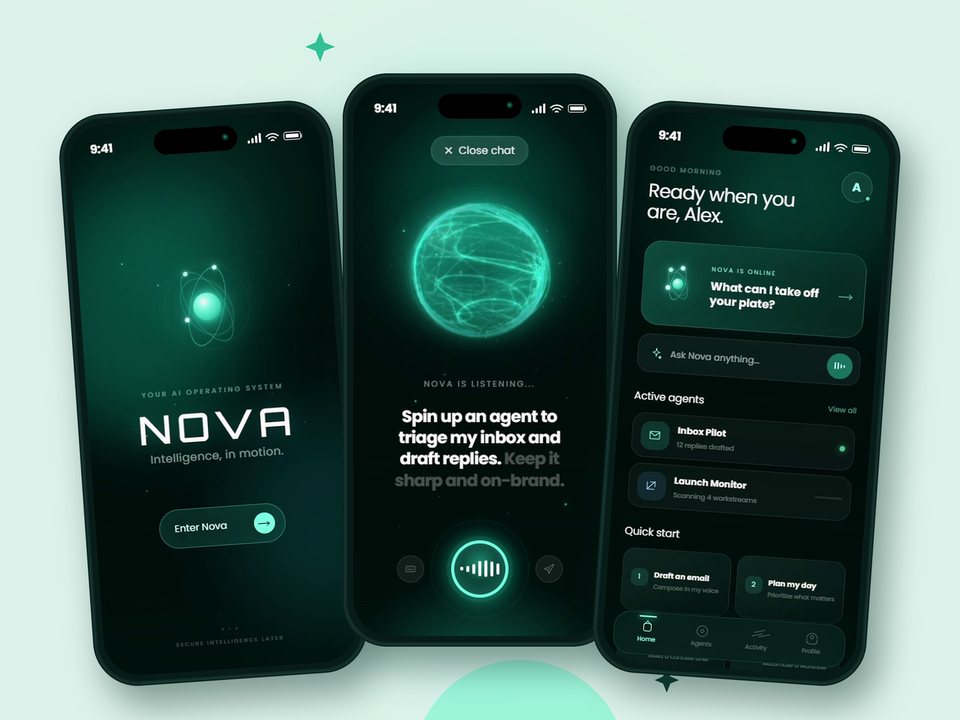 9:41
YOUR AI OPERATING SYSTEM
NOVA
Intelligence, in motion.
Enter Nova
SECURE INTELLIGENCE LAYER
9:41
× Close chat
NOVA IS LISTENING...
Spin up an agent to
triage my inbox and
draft replies. Keep it
sharp and on-brand.
9:41
GOOD MORNING
Ready when you
are, Alex.
A
NOVA IS ONLINE
What can I take off
your plate?
→
Ask Nova anything...
Active agents
View all
Inbox Pilot
12 replies drafted
Launch Monitor
Scanning 4 workstreams
Quick start
1
Draft an email
Compose in my voice
2
Plan my day
Prioritize what matters
Home
Agents
Activity
Profile